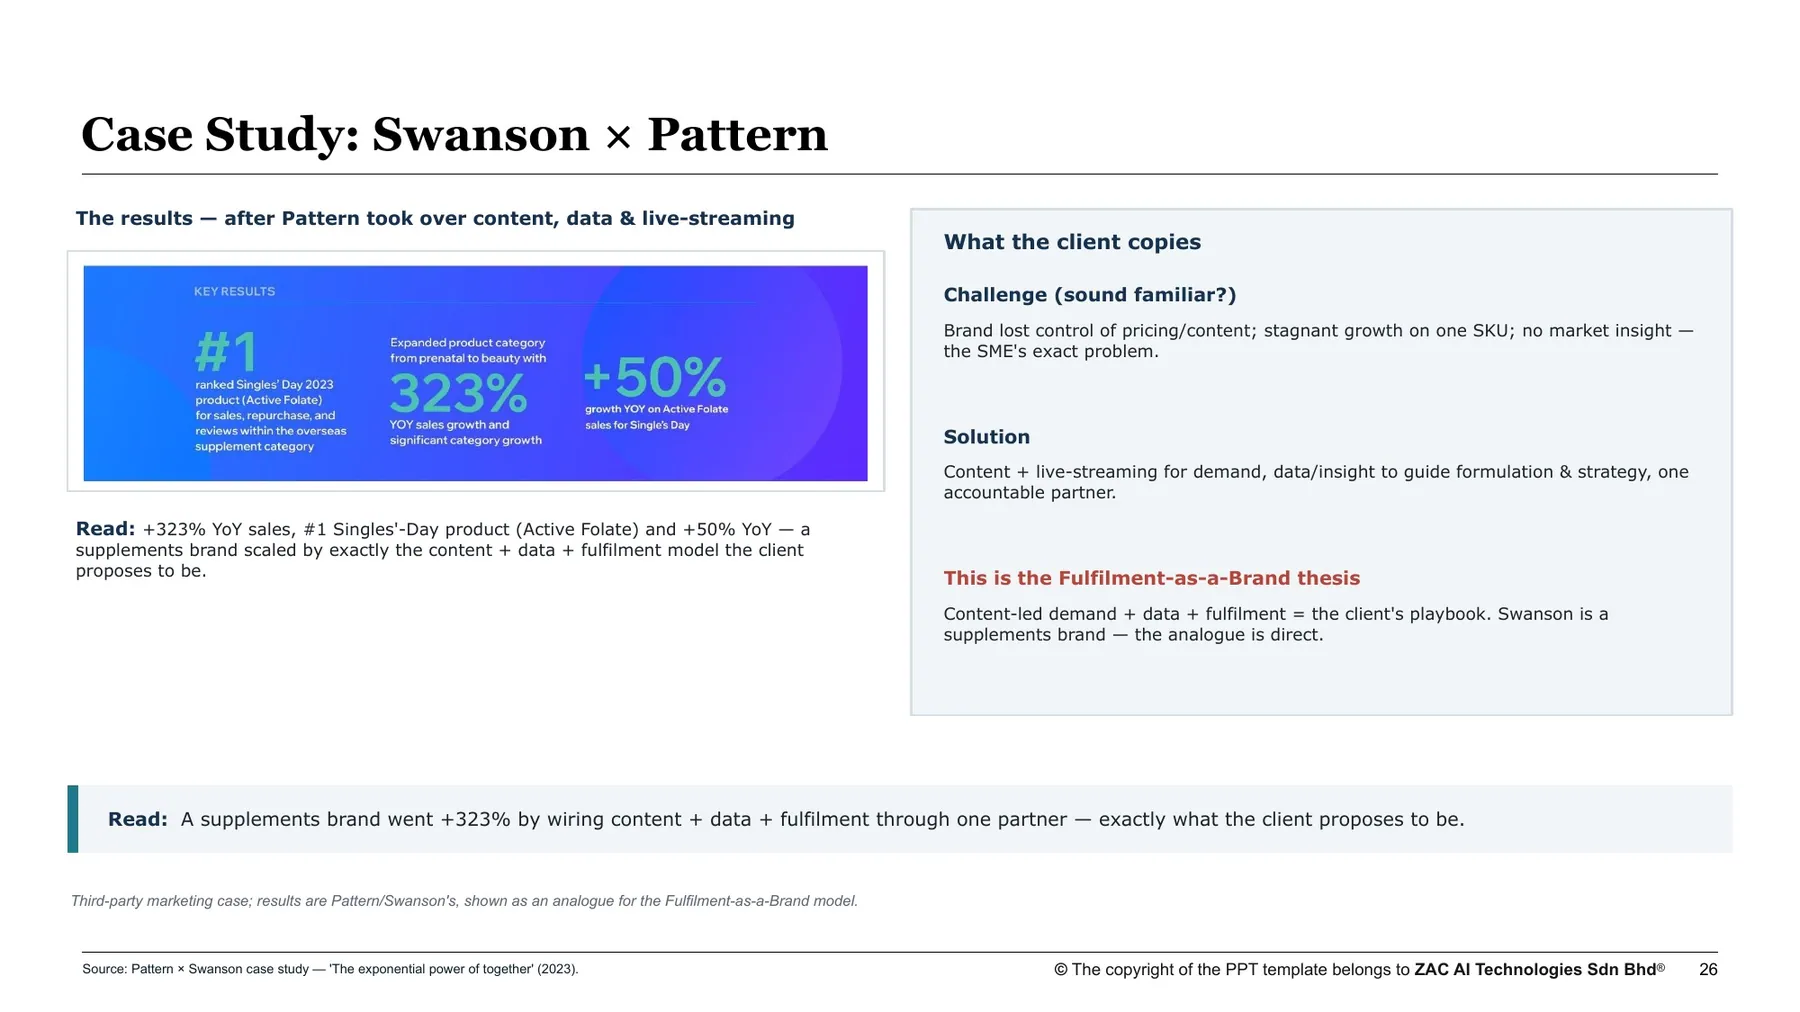 Case Study: Swanson × Pattern
The results — after Pattern took over content, data & live-streaming
KEY RESULTS
#1
ranked Singles' Day 2023
product (Active Folate)
for sales, repurchase, and
reviews within the overseas
supplement category
Expanded product category
from prenatal to beauty with
323%
YOY sales growth and
significant category growth
+50%
growth YOY on Active Folate
sales for Single's Day
Read: +323% YoY sales, #1 Singles'-Day product (Active Folate) and +50% YoY — a
supplements brand scaled by exactly the content + data + fulfilment model the client
proposes to be.
What the client copies
Challenge (sound familiar?)
Brand lost control of pricing/content; stagnant growth on one SKU; no market insight —
the SME's exact problem.
Solution
Content + live-streaming for demand, data/insight to guide formulation & strategy, one
accountable partner.
This is the Fulfilment-as-a-Brand thesis
Content-led demand + data + fulfilment = the client's playbook. Swanson is a
supplements brand — the analogue is direct.
Read: A supplements brand went +323% by wiring content + data + fulfilment through one partner — exactly what the client proposes to be.
Third-party marketing case; results are Pattern/Swanson's, shown as an analogue for the Fulfilment-as-a-Brand model.
Source: Pattern × Swanson case study — 'The exponential power of together' (2023).
© The copyright of the PPT template belongs to ZAC AI Technologies Sdn Bhd® 26